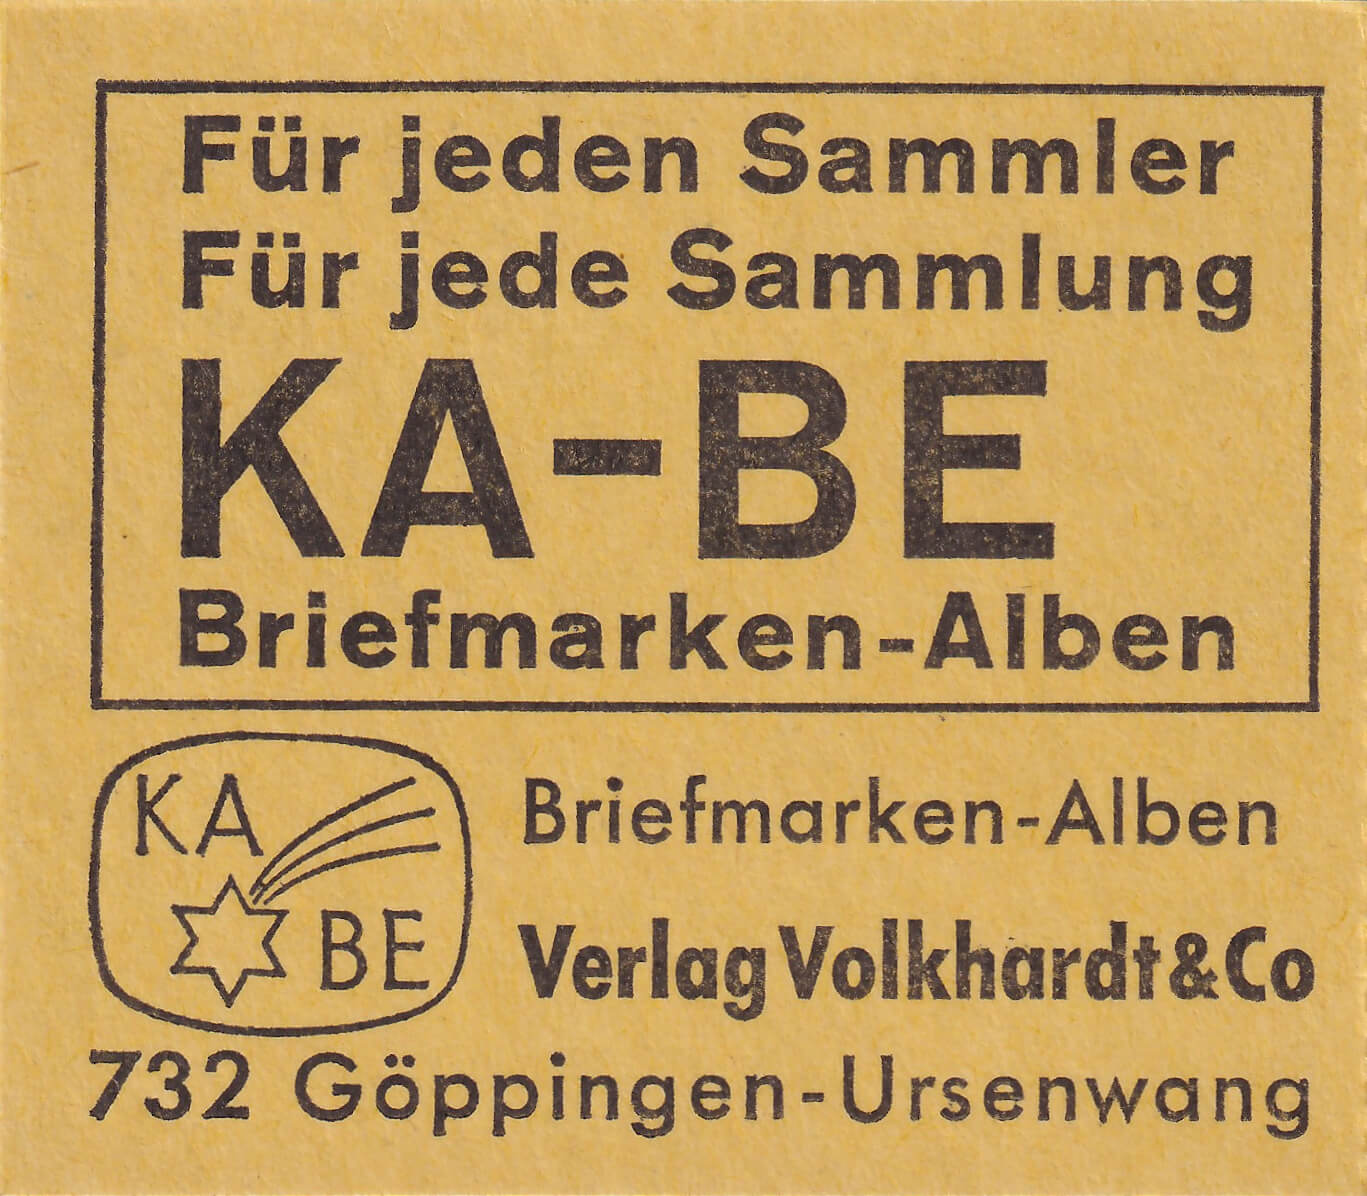 Für jeden Sammler
Für jede Sammlung
KA-BE
Briefmarken-Alben
KA
BE
Briefmarken-Alben
Verlag Volkhardt & Co
732 Göppingen-Ursenwang